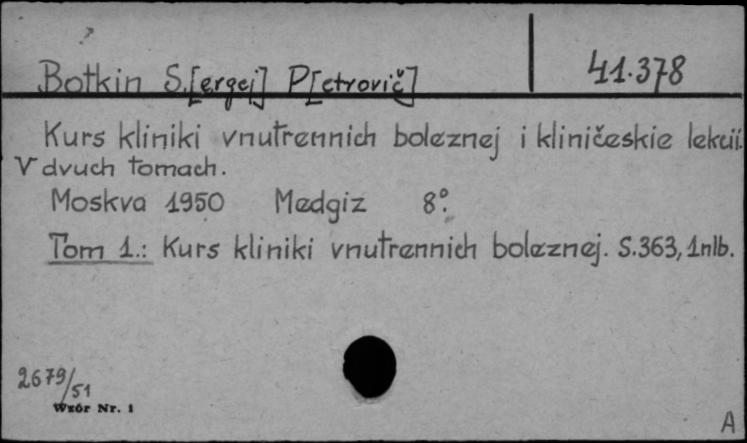 Botkin S.[ergej] P[etrovič] 41.378
Kurs kliniki vnutrennich boleznej i kliničeskie lekcii.
V dvuch tomach.
Moskva 1950 Medgiz 8°.
Tom 1.: Kurs kliniki vnutrennich boleznej. S.363, 1nlb.
2679/51
Wzór Nr. 1
A